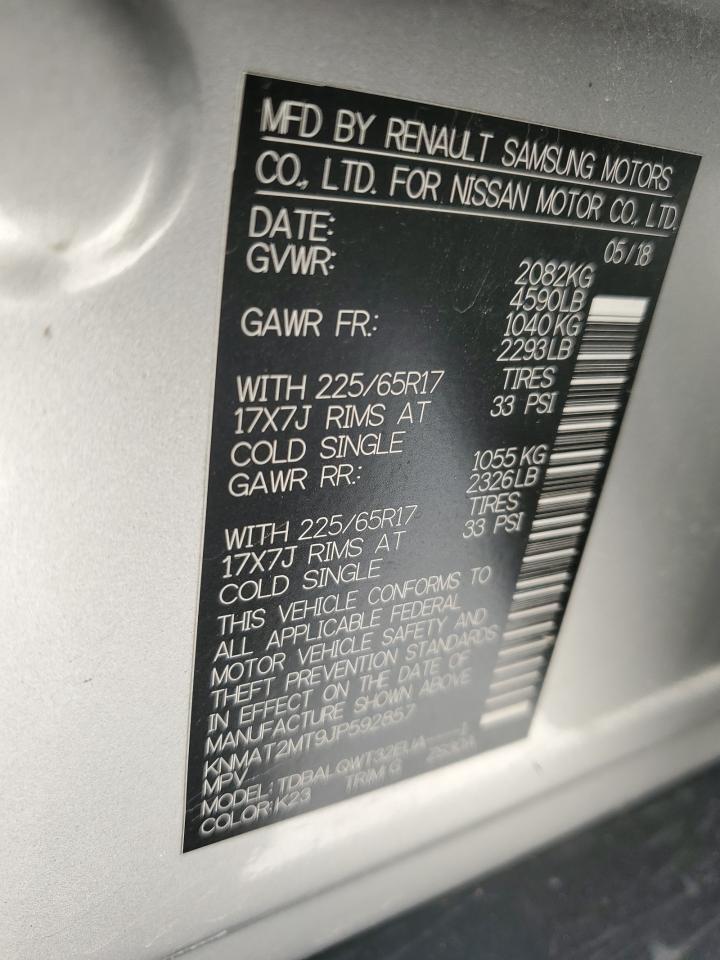 MFD BY RENAULT SAMSUNG MOTORS
CO., LTD. FOR NISSAN MOTOR CO., LTD.
DATE: 05/18
GVWR: 2082KG
4590LB
GAWR FR.: 1040KG
2293LB
WITH 225/65R17 TIRES
17X7J RIMS AT 33 PSI
COLD SINGLE
GAWR RR.: 1055KG
2326LB
WITH 225/65R17 TIRES
17X7J RIMS AT 33 PSI
COLD SINGLE
THIS VEHICLE CONFORMS TO
ALL APPLICABLE FEDERAL
MOTOR VEHICLE SAFETY AND
THEFT PREVENTION STANDARDS
IN EFFECT ON THE DATE OF
MANUFACTURE SHOWN ABOVE
KNMAT2MT9JP592857
MPV
MODEL: TDBALQWT32EUA
COLOR: K23 TRIM G